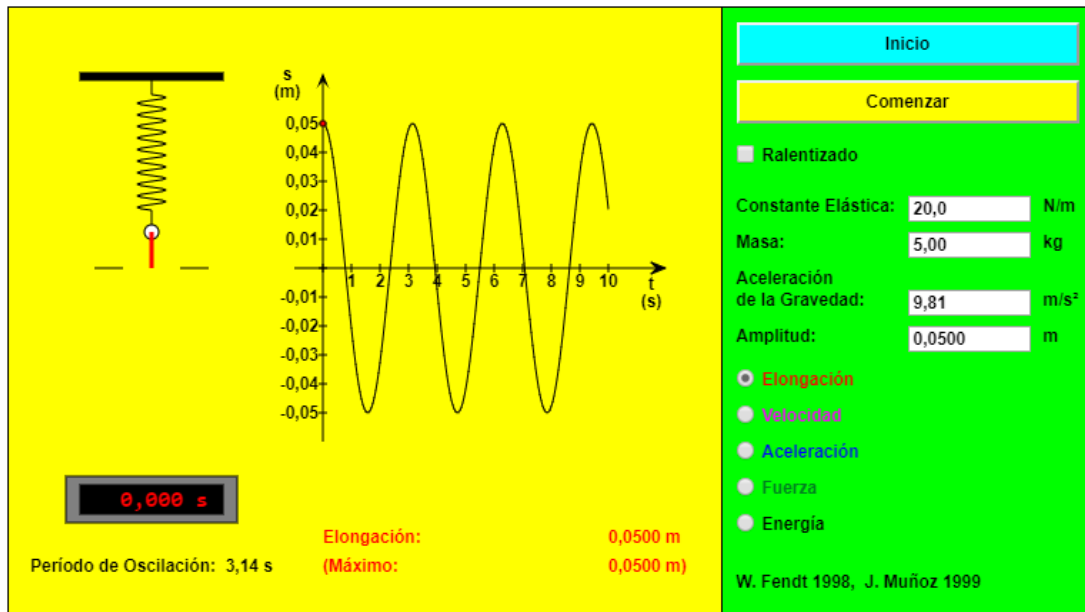 s
(m)
0,05
0,04
0,03
0,02
0,01
-0,01
-0,02
-0,03
-0,04
-0,05
1 2 3 4 5 6 7 8 9 10
t
(s)
0,000 s
Período de Oscilación: 3,14 s
Elongación: 0,0500 m
(Máximo: 0,0500 m)
Inicio
Comenzar
Ralentizado
Constante Elástica: 20,0 N/m
Masa: 5,00 kg
Aceleración
de la Gravedad: 9,81 m/s²
Amplitud: 0,0500 m
Elongación
Velocidad
Aceleración
Fuerza
Energía
W. Fendt 1998, J. Muñoz 1999